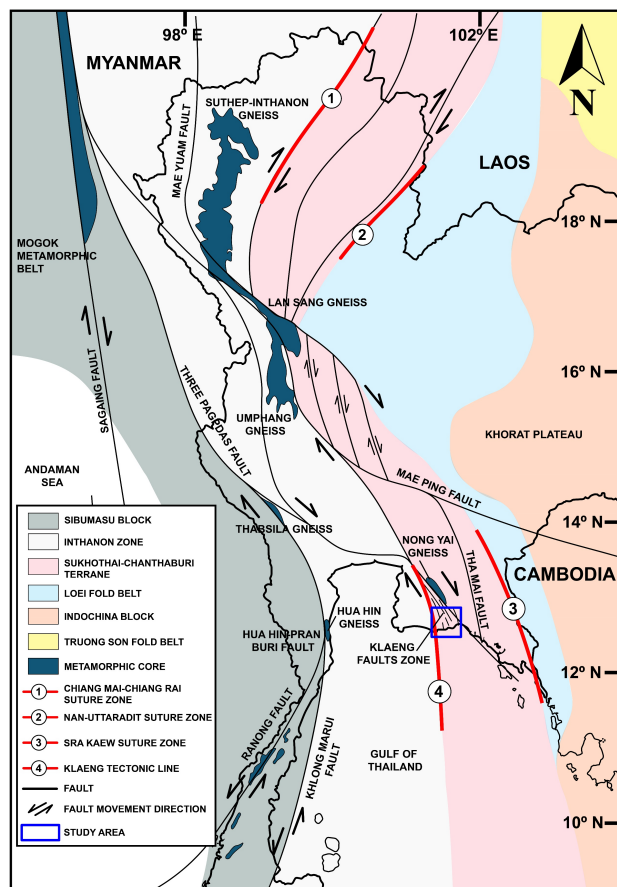 98º E
102º E
MYANMAR
N
SUTHEP-INTHANON
GNEISS
1
MAE YUAM FAULT
LAOS
18º N
2
MOGOK
METAMORPHIC
BELT
LAN SANG GNEISS
SAGAING FAULT
THREE PAGODAS FAULT
16º N
UMPHANG
GNEISS
KHORAT PLATEAU
ANDAMAN
SEA
MAE PING FAULT
14º N
THABSILA GNEISS
NONG YAI
GNEISS
THA MAI FAULT
CAMBODIA
HUA HIN
GNEISS
3
HUA HIN-PRAN
BURI FAULT
KLAENG
FAULTS ZONE
12º N
4
RANONG FAULT
KHLONG MARUI
FAULT
GULF OF
THAILAND
10º N
SIBUMASU BLOCK
INTHANON ZONE
SUKHOTHAI-CHANTHABURI
TERRANE
LOEI FOLD BELT
INDOCHINA BLOCK
TRUONG SON FOLD BELT
METAMORPHIC CORE
1 CHIANG MAI-CHIANG RAI
SUTURE ZONE
2 NAN-UTTARADIT SUTURE ZONE
3 SRA KAEW SUTURE ZONE
4 KLAENG TECTONIC LINE
FAULT
FAULT MOVEMENT DIRECTION
STUDY AREA